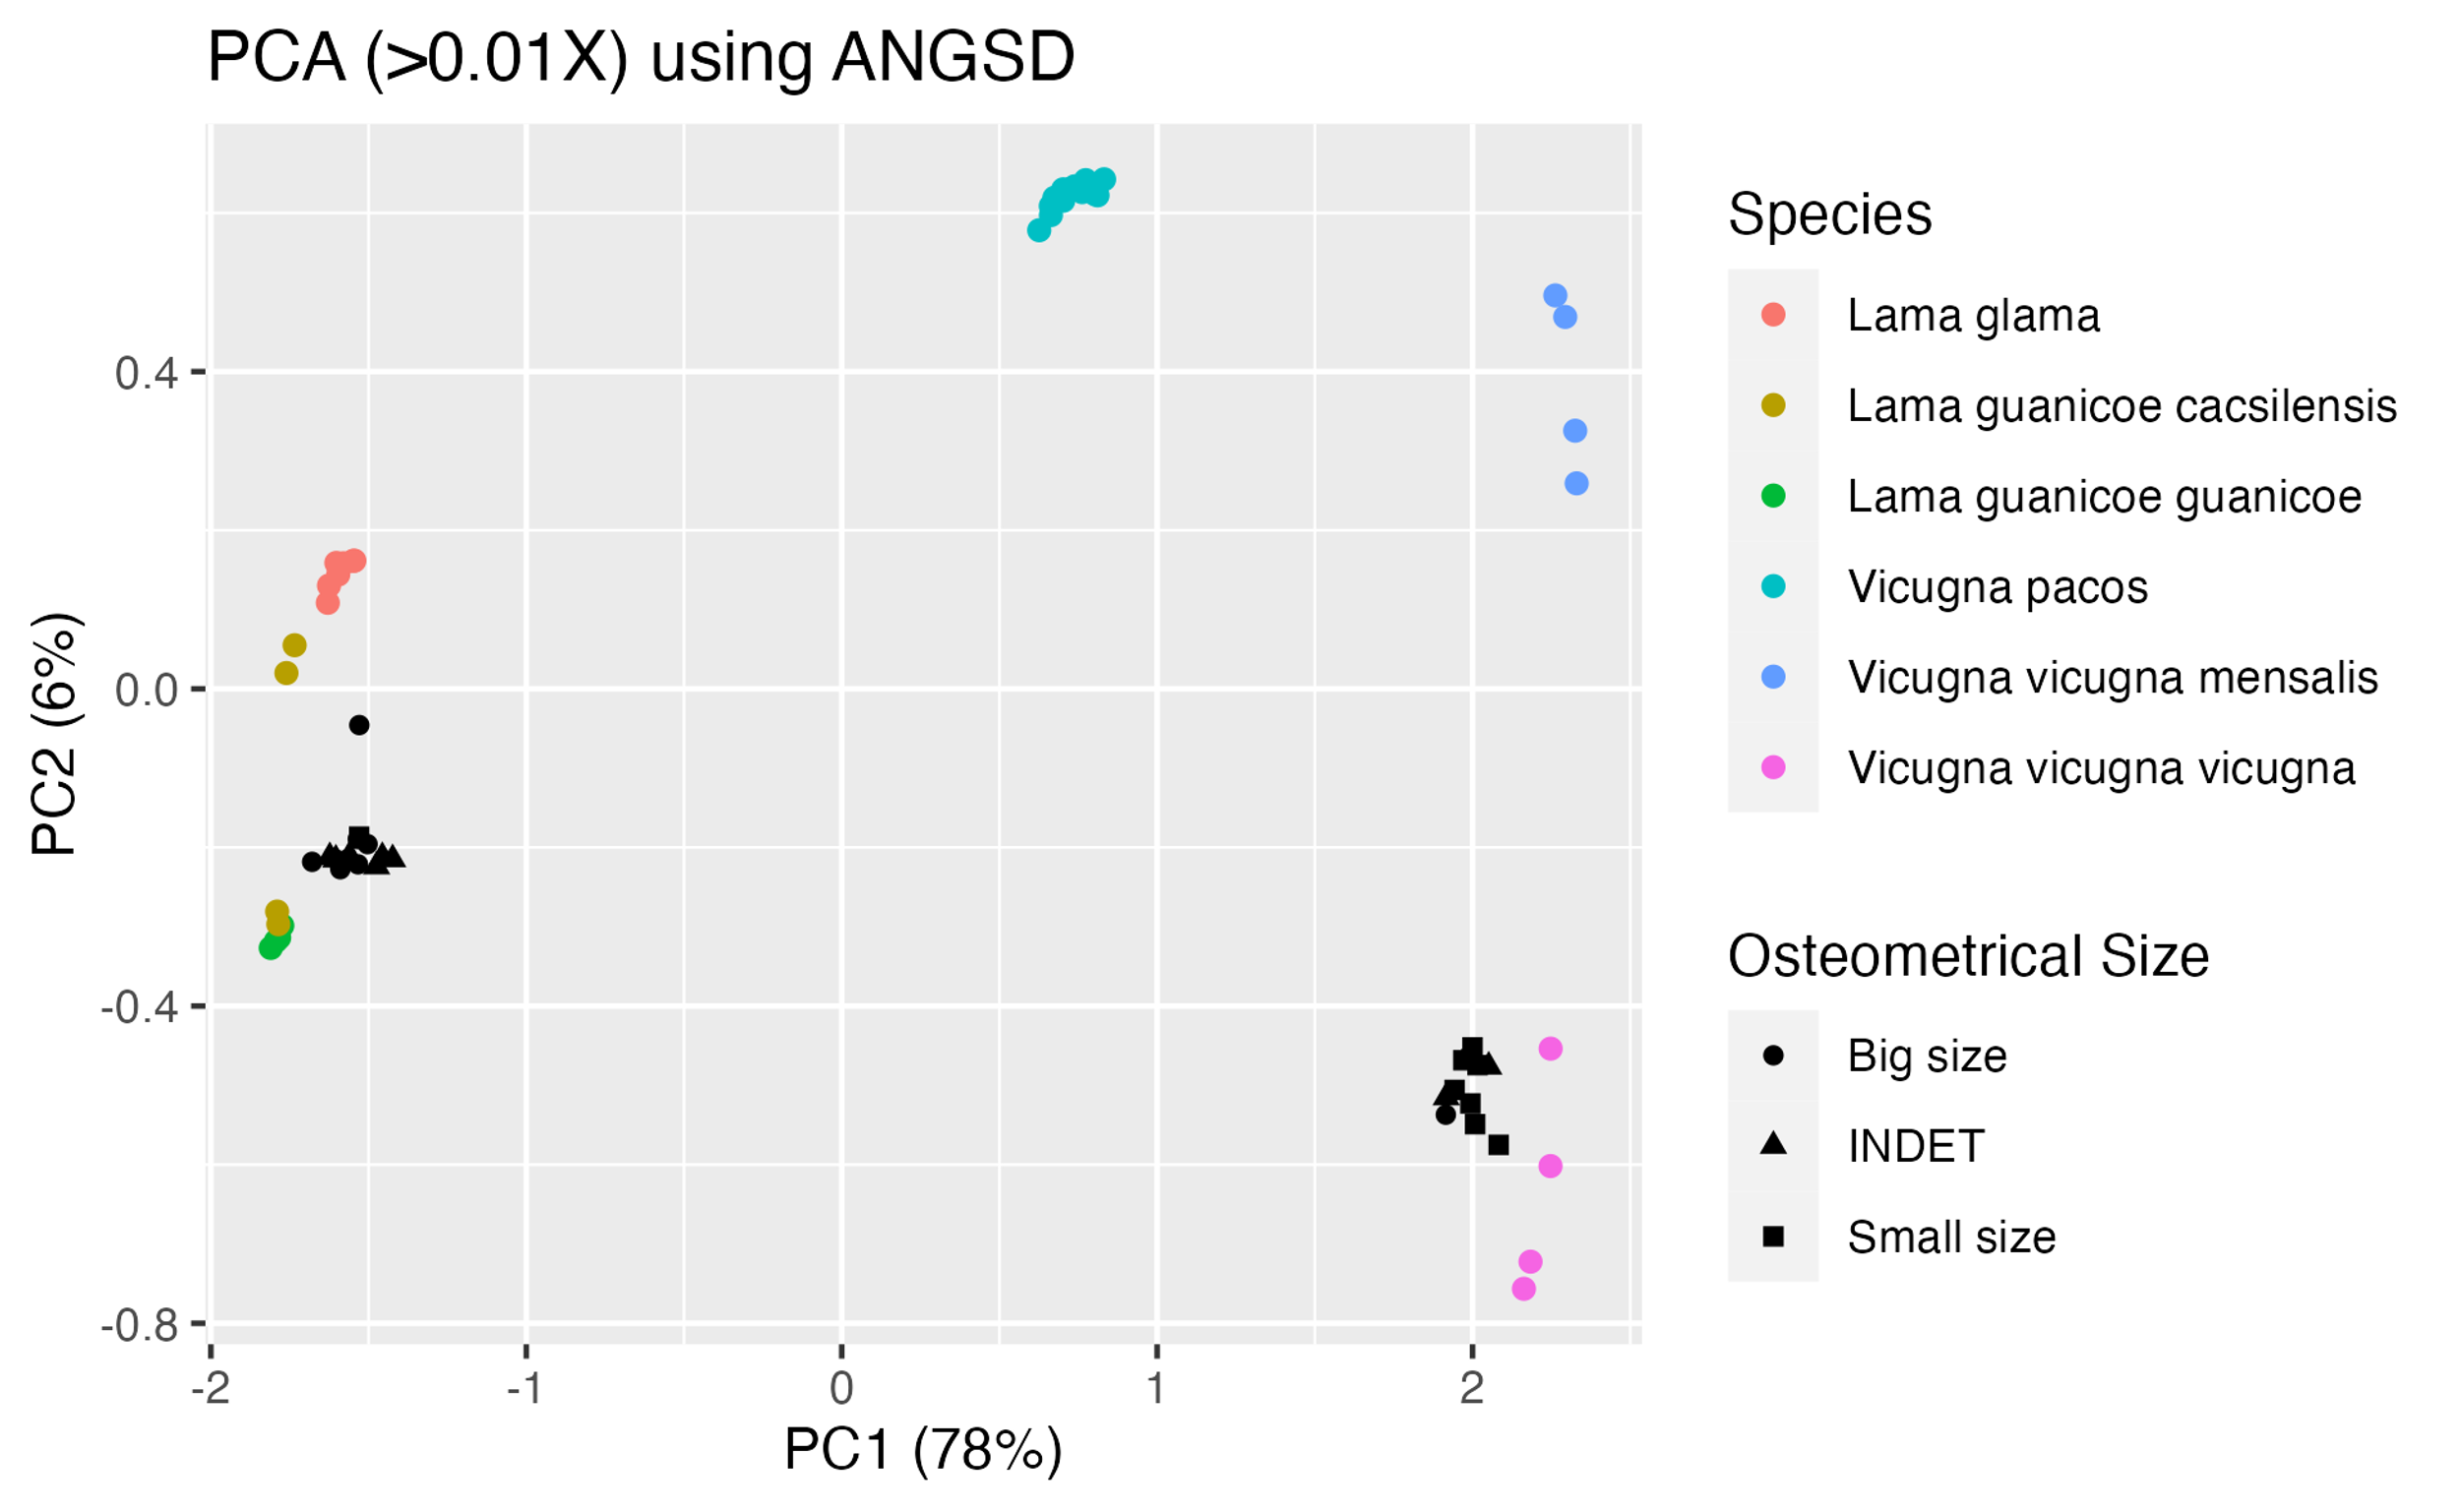 PCA (>0.01X) using ANGSD
PC2 (6%)
0.4
0.0
-0.4
-0.8
-2
-1
0
1
2
PC1 (78%)
Species
Lama glama
Lama guanicoe cacsilensis
Lama guanicoe guanicoe
Vicugna pacos
Vicugna vicugna mensalis
Vicugna vicugna vicugna
Osteometrical Size
Big size
INDET
Small size